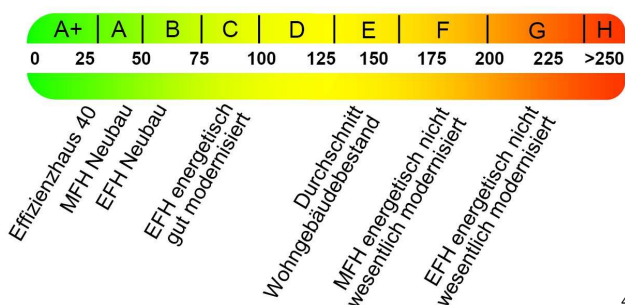 A+ A B C D E F G H
0 25 50 75 100 125 150 175 200 225 >250
Effizienzhaus 40
MFH Neubau
EFH Neubau
EFH energetisch
gut modernisiert
Durchschnitt
Wohngebäudebestand
MFH energetisch nicht
wesentlich modernisiert
EFH energetisch nicht
wesentlich modernisiert